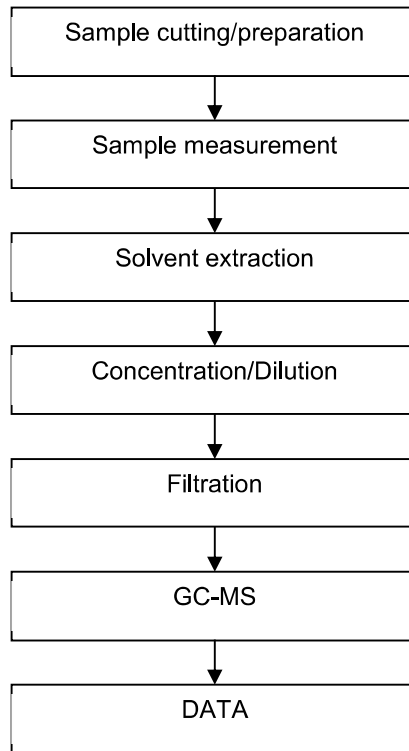 Sample cutting/preparation
Sample measurement
Solvent extraction
Concentration/Dilution
Filtration
GC-MS
DATA